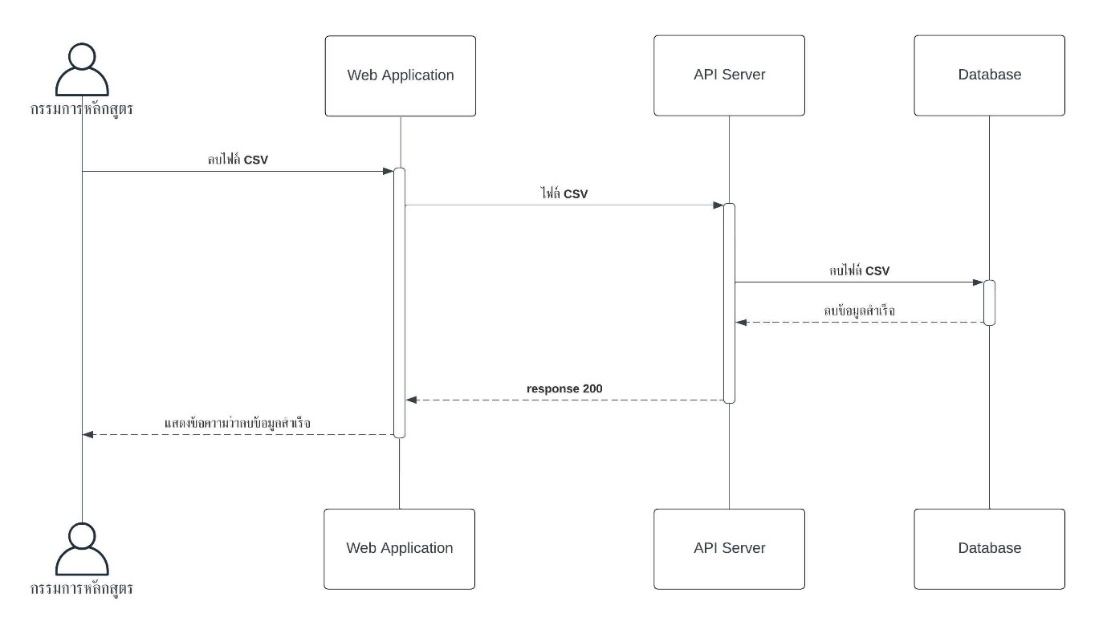 กรรมการหลักสูตร
Web Application
API Server
Database
ลบไฟล์ CSV
ไฟล์ CSV
ลบไฟล์ CSV
ลบข้อมูลสำเร็จ
response 200
แสดงข้อความว่าลบข้อมูลสำเร็จ
กรรมการหลักสูตร
Web Application
API Server
Database